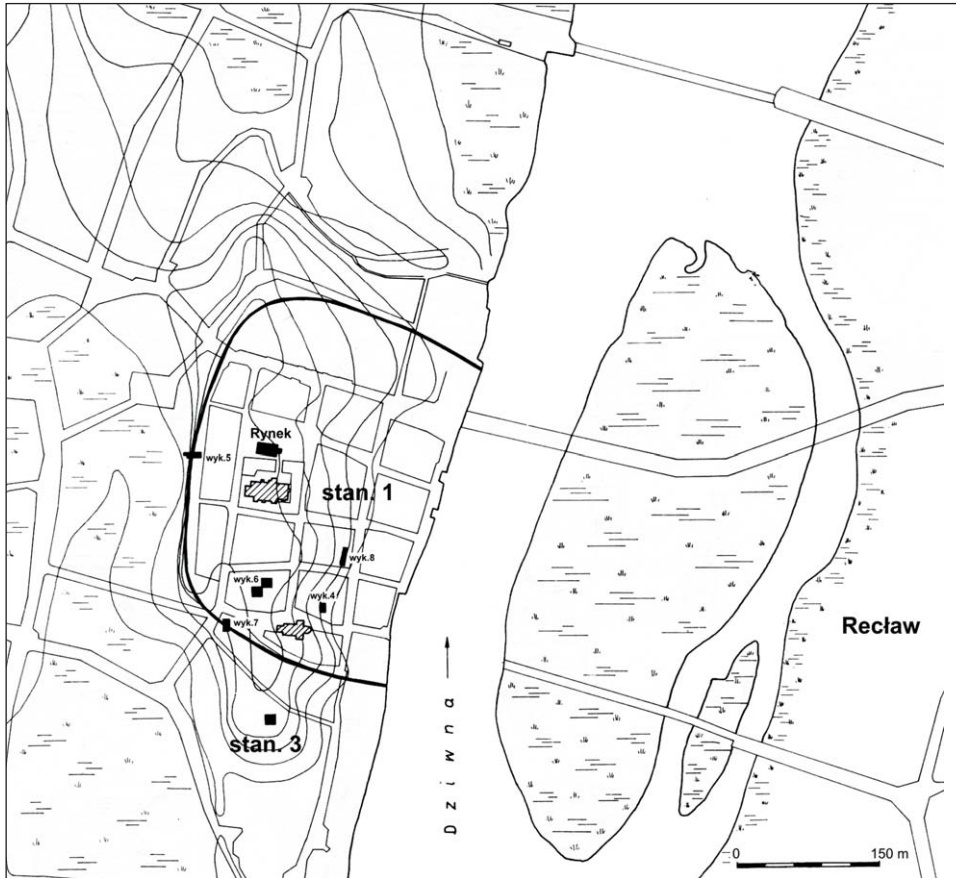 Rynek
wyk.5
stan. 1
wyk.8
wyk.6
wyk.4
wyk.7
Recław
stan. 3
Dziwna
0 150 m